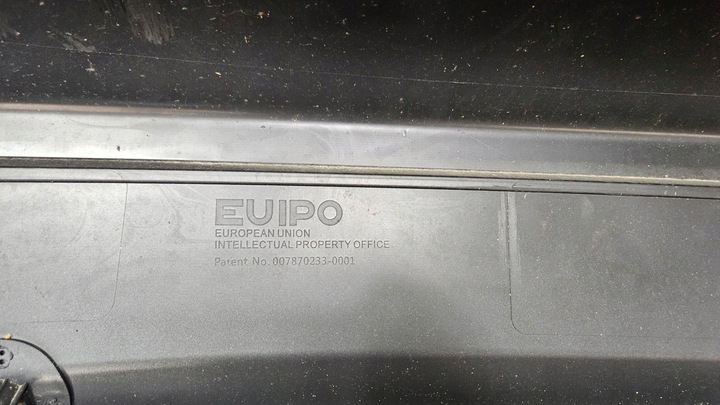 EUIPO
EUROPEAN UNION
INTELLECTUAL PROPERTY OFFICE
Patent No. 007870233-0001